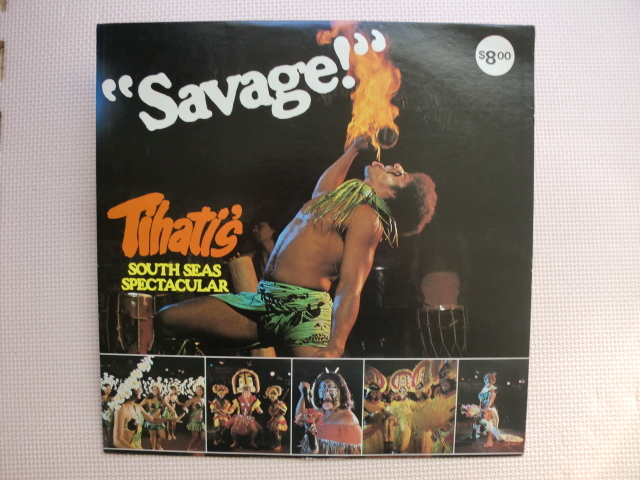 “Savage!”
$8.00
Tihati's
SOUTH SEAS
SPECTACULAR